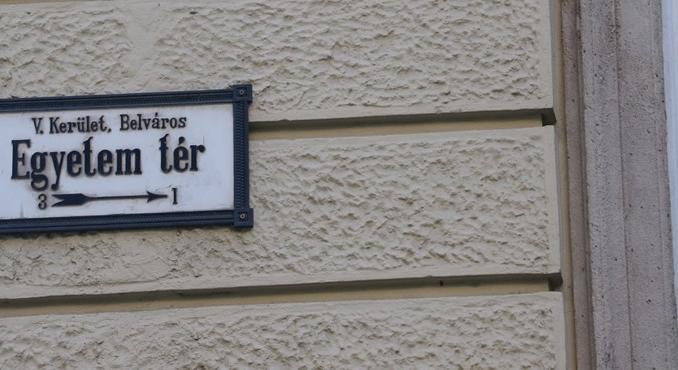 V. Kerület, Belváros
Egyetem tér
3 1